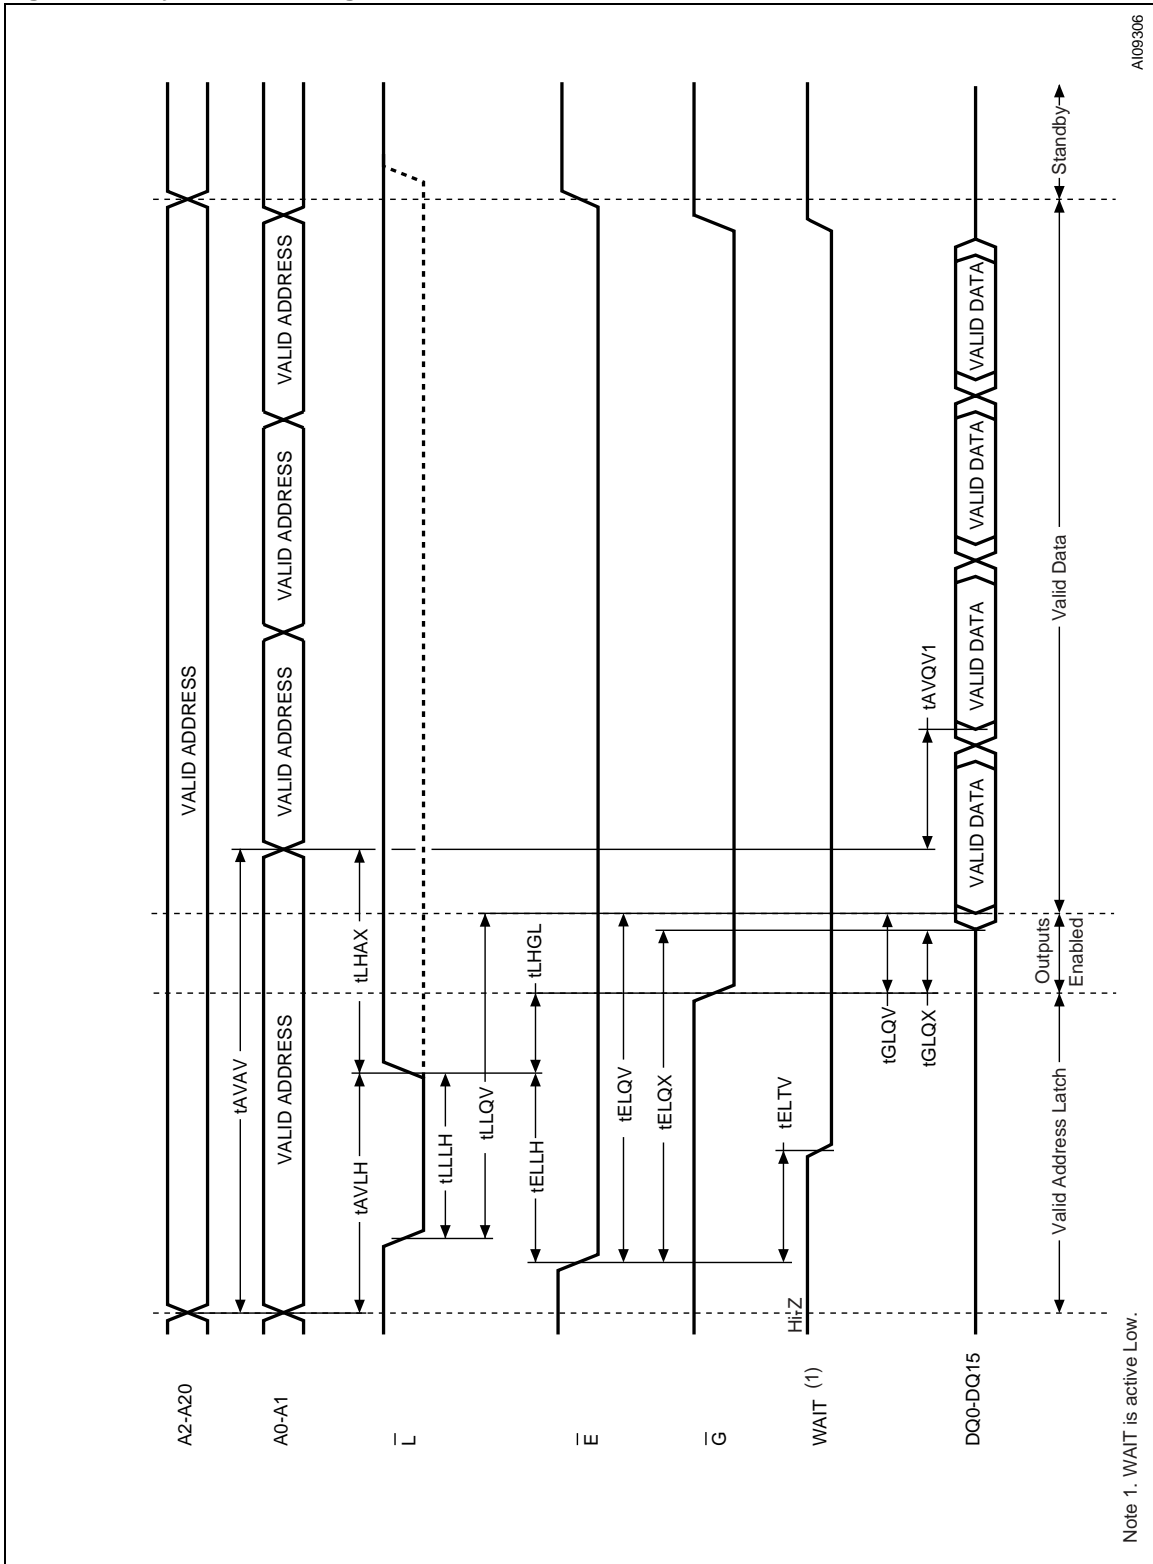 A2-A20
VALID ADDRESS
tAVAV
A0-A1
VALID ADDRESS
VALID ADDRESS
VALID ADDRESS
VALID ADDRESS
VALID ADDRESS
tAVLH
tLHAX
L
tLLLH
tLLQV
tELLH
tLHGL
E
tELQV
tELQX
G
tELTV
Hi-Z
WAIT (1)
tGLQV
tGLQX
tAVQV1
DQ0-DQ15
VALID DATA
VALID DATA
VALID DATA
VALID DATA
Valid Address Latch
Outputs
Enabled
Valid Data
Standby
Note 1. WAIT is active Low.
AI09306